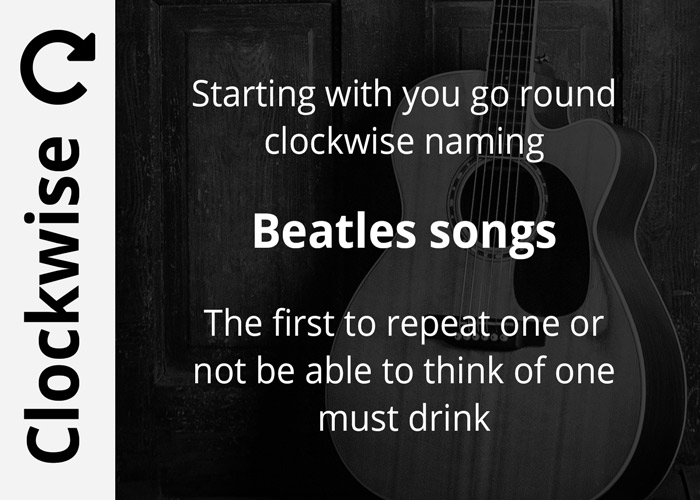 Clockwise
Starting with you go round
clockwise naming
Beatles songs
The first to repeat one or
not be able to think of one
must drink